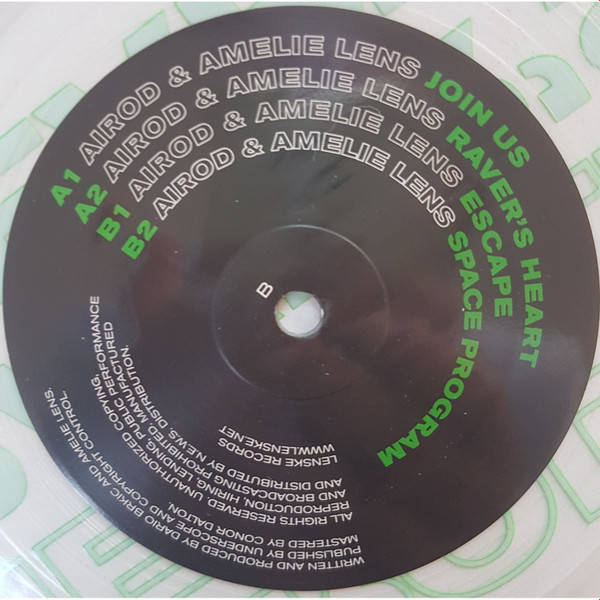 A1 AIROD & AMELIE LENS JOIN US
A2 AIROD & AMELIE LENS RAVER'S HEART
B1 AIROD & AMELIE LENS ESCAPE
B2 AIROD & AMELIE LENS SPACE PROGRAM
B
WRITTEN AND PRODUCED BY DARIO BRKIC AND AMELIE LENS.
PUBLISHED BY UNDERSCOPE AND COPYRIGHT CONTROL.
MASTERED BY CONOR DALTON.
ALL RIGHTS RESERVED. UNAUTHORIZED COPYING,
REPRODUCTION, HIRING, LENDING, PUBLIC PERFORMANCE
AND BROADCASTING PROHIBITED. MANUFACTURED
AND DISTRIBUTED BY N.E.W.S. DISTRIBUTION.
LENSKE RECORDS
WWW.LENSKE.NET